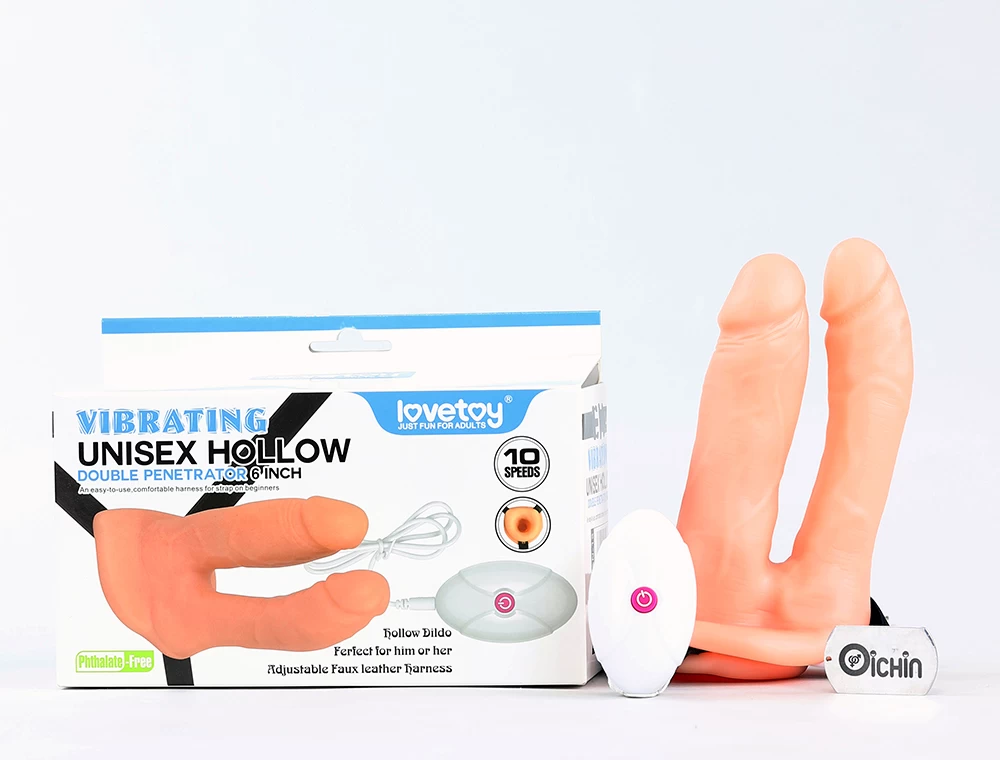 VIBRATING
UNISEX HOLLOW
DOUBLE PENETRATOR 6 INCH
An easy-to-use,comfortable harness for strap on beginners
lovetoy®
JUST FUN FOR ADULTS
10
SPEEDS
Hollow Dildo
Perfect for him or her
Adjustable Faux leather Harness
Phthalate-Free
Oichin